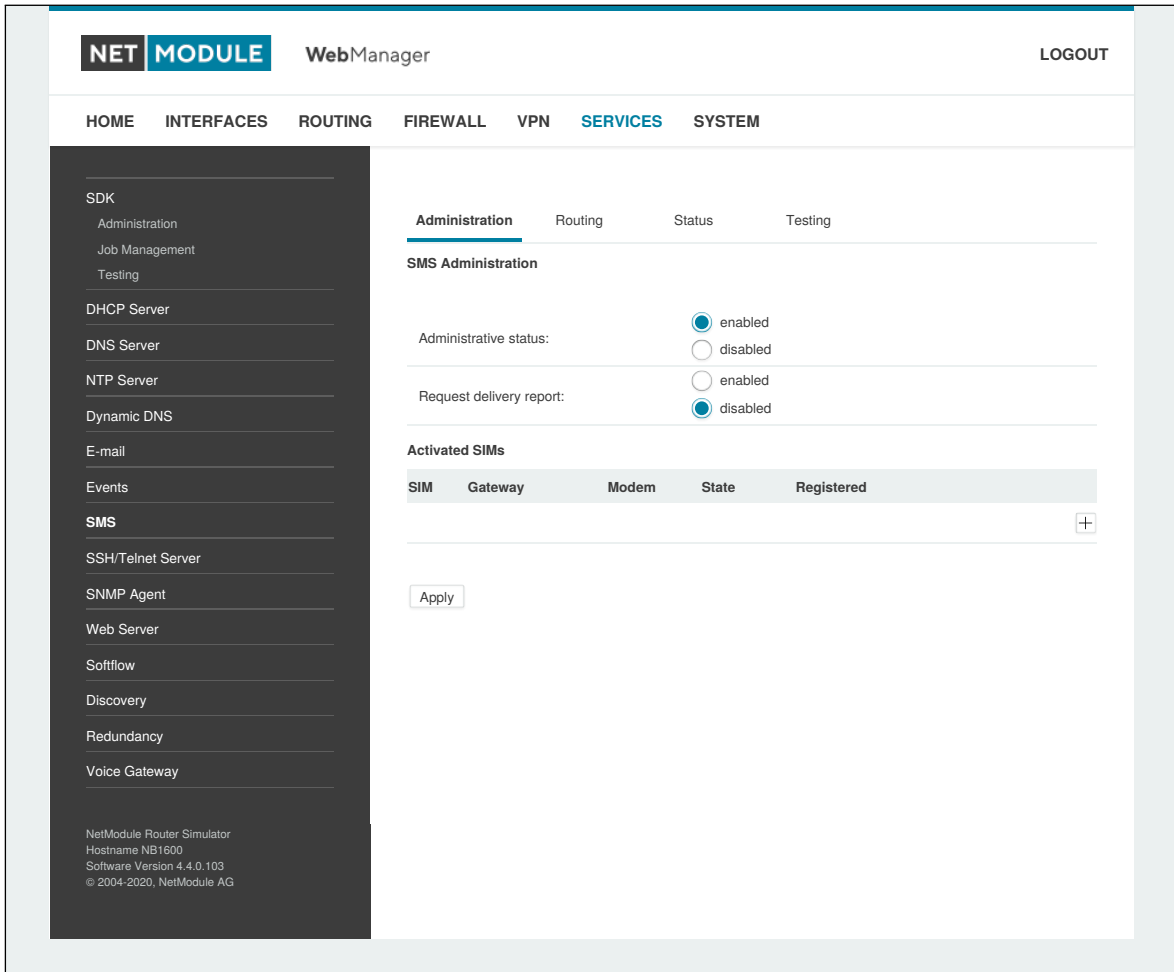 NET MODULE WebManager LOGOUT
HOME INTERFACES ROUTING FIREWALL VPN SERVICES SYSTEM
SDK
Administration
Job Management
Testing
DHCP Server
DNS Server
NTP Server
Dynamic DNS
E-mail
Events
SMS
SSH/Telnet Server
SNMP Agent
Web Server
Softflow
Discovery
Redundancy
Voice Gateway
NetModule Router Simulator
Hostname NB1600
Software Version 4.4.0.103
© 2004-2020, NetModule AG
Administration Routing Status Testing
SMS Administration
Administrative status:
enabled
disabled
Request delivery report:
enabled
disabled
Activated SIMs
SIM Gateway Modem State Registered
Apply